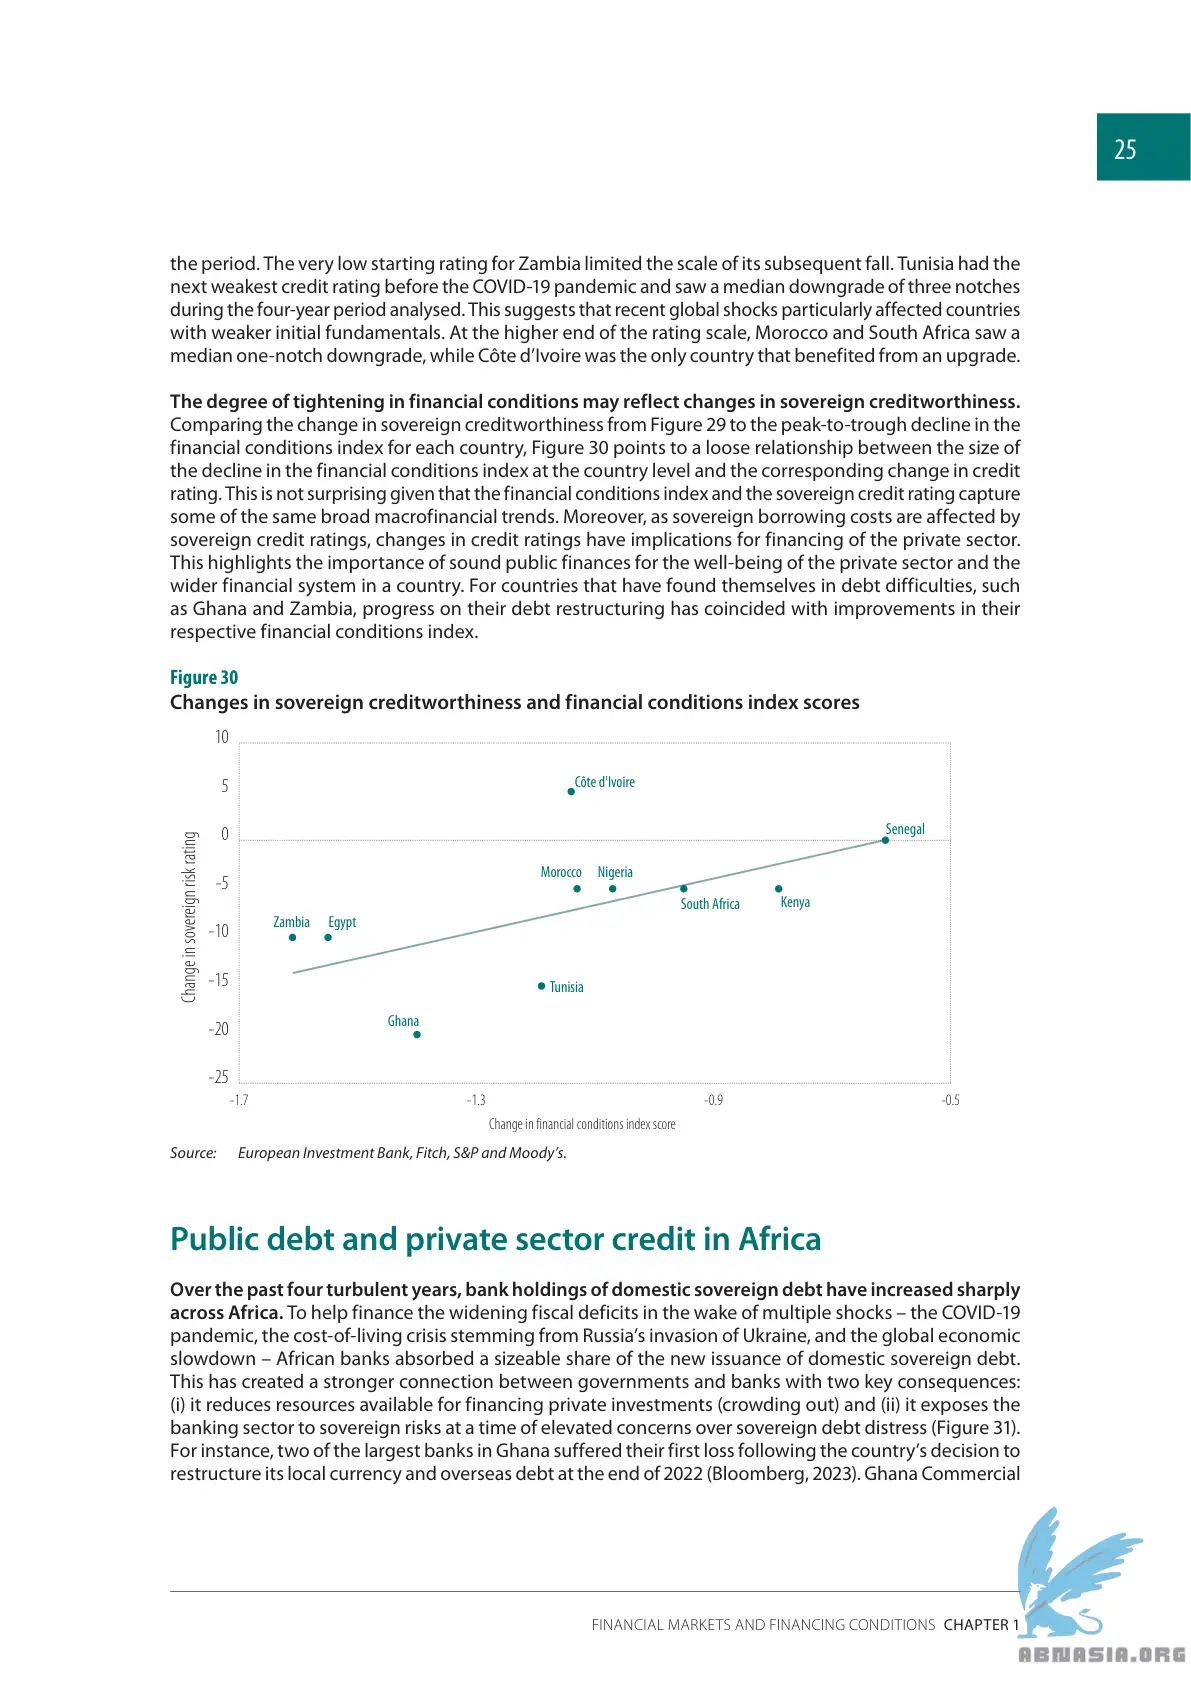 25
the period. The very low starting rating for Zambia limited the scale of its subsequent fall. Tunisia had the
next weakest credit rating before the COVID-19 pandemic and saw a median downgrade of three notches
during the four-year period analysed. This suggests that recent global shocks particularly affected countries
with weaker initial fundamentals. At the higher end of the rating scale, Morocco and South Africa saw a
median one-notch downgrade, while Côte d’Ivoire was the only country that benefited from an upgrade.
The degree of tightening in financial conditions may reflect changes in sovereign creditworthiness.
Comparing the change in sovereign creditworthiness from Figure 29 to the peak-to-trough decline in the
financial conditions index for each country, Figure 30 points to a loose relationship between the size of
the decline in the financial conditions index at the country level and the corresponding change in credit
rating. This is not surprising given that the financial conditions index and the sovereign credit rating capture
some of the same broad macrofinancial trends. Moreover, as sovereign borrowing costs are affected by
sovereign credit ratings, changes in credit ratings have implications for financing of the private sector.
This highlights the importance of sound public finances for the well-being of the private sector and the
wider financial system in a country. For countries that have found themselves in debt difficulties, such
as Ghana and Zambia, progress on their debt restructuring has coincided with improvements in their
respective financial conditions index.
Figure 30
Changes in sovereign creditworthiness and financial conditions index scores
10
5
0
-5
-10
-15
-20
-25
Change in sovereign risk rating
Côte d'Ivoire
Senegal
Morocco
Nigeria
South Africa
Kenya
Zambia
Egypt
Tunisia
Ghana
-1.7
-1.3
-0.9
-0.5
Change in financial conditions index score
Source: European Investment Bank, Fitch, S&P and Moody’s.
Public debt and private sector credit in Africa
Over the past four turbulent years, bank holdings of domestic sovereign debt have increased sharply
across Africa. To help finance the widening fiscal deficits in the wake of multiple shocks – the COVID-19
pandemic, the cost-of-living crisis stemming from Russia’s invasion of Ukraine, and the global economic
slowdown – African banks absorbed a sizeable share of the new issuance of domestic sovereign debt.
This has created a stronger connection between governments and banks with two key consequences:
(i) it reduces resources available for financing private investments (crowding out) and (ii) it exposes the
banking sector to sovereign risks at a time of elevated concerns over sovereign debt distress (Figure 31).
For instance, two of the largest banks in Ghana suffered their first loss following the country’s decision to
restructure its local currency and overseas debt at the end of 2022 (Bloomberg, 2023). Ghana Commercial
FINANCIAL MARKETS AND FINANCING CONDITIONS CHAPTER 1
ABNASIA.ORG